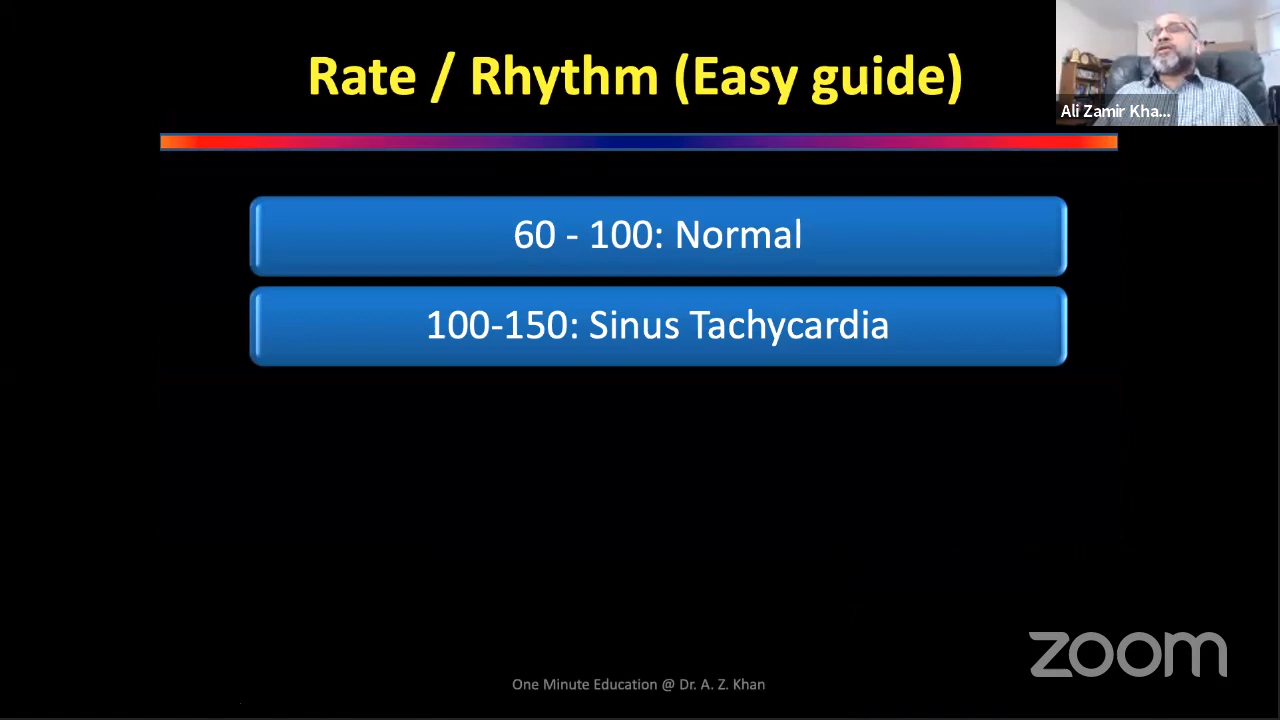 Rate / Rhythm (Easy guide)
Ali Zamir Kha...
60 - 100: Normal
100-150: Sinus Tachycardia
zoom
One Minute Education @ Dr. A. Z. Khan